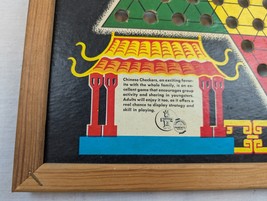 Chinese Checkers, an exciting favor-
ite with the whole family, is an ex-
cellent game that encourages group
activity and sharing in youngsters.
Adults will enjoy it too, as it offers a
real chance to display strategy and
skill in playing.